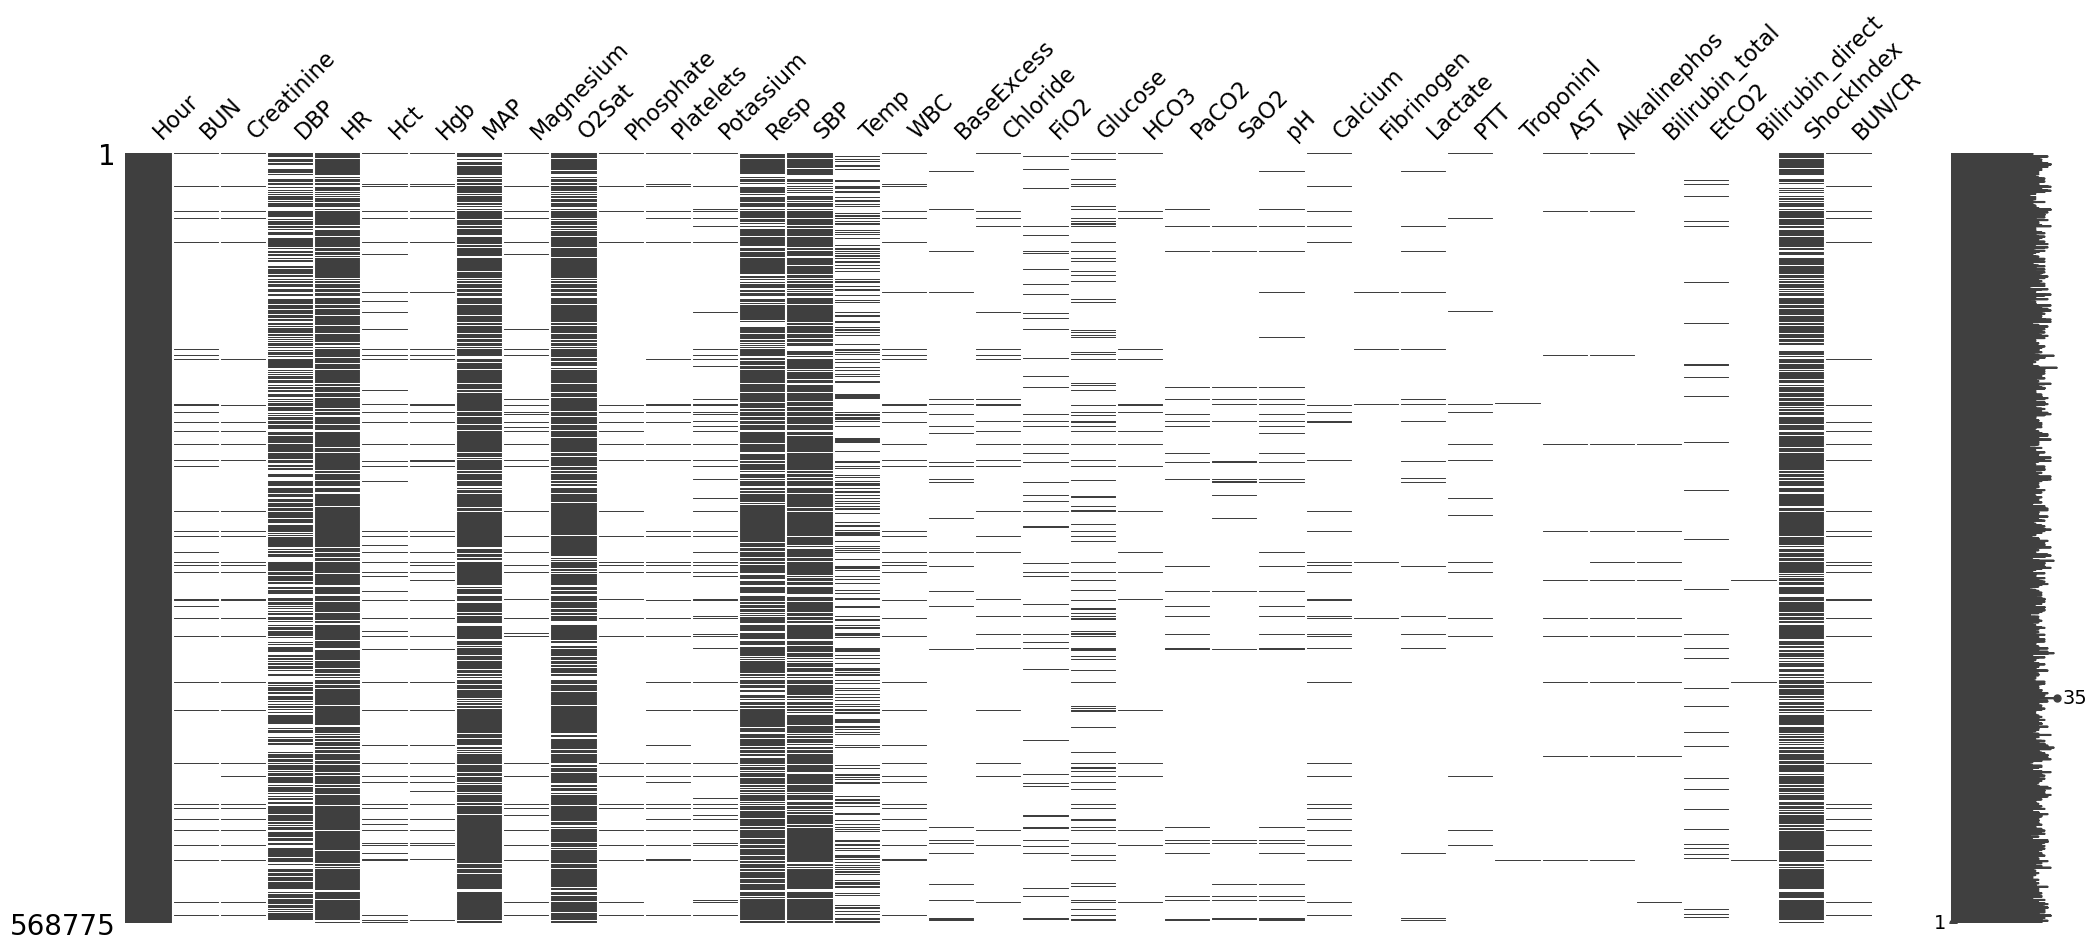 Hour
BUN
Creatinine
DBP
HR
Hct
Hgb
MAP
Magnesium
O2Sat
Phosphate
Platelets
Potassium
Resp
SBP
Temp
WBC
BaseExcess
Chloride
FiO2
Glucose
HCO3
PaCO2
SaO2
pH
Calcium
Fibrinogen
Lactate
PTT
TroponinI
AST
Alkalinephos
Bilirubin_total
EtCO2
Bilirubin_direct
ShockIndex
BUN/CR
1
35
568775
1